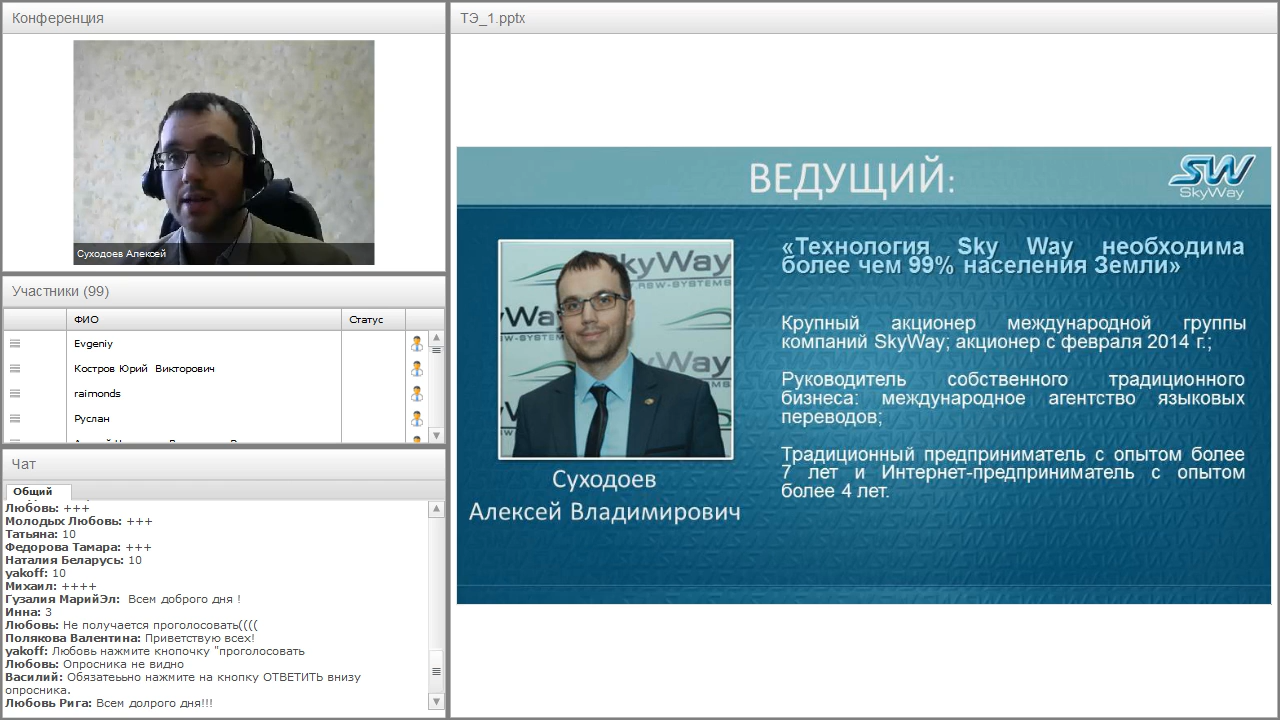 Конференция
Суходоев Алексей
Участники (99)
ФИО
Статус
Evgeniy
Костров Юрий Викторович
raimonds
Руслан
Чат
Общий
Любовь: +++
Молодых Любовь: +++
Татьяна: 10
Федорова Тамара: +++
Наталия Беларусь: 10
yakoff: 10
Михаил: ++++
Гузалия МарийЭл: Всем доброго дня !
Инна: 3
Любовь: Не получается проголосовать((((
Полякова Валентина: Приветствую всех!
yakoff: Любовь нажмите кнопочку "проголосовать
Любовь: Опросника не видно
Василий: Обязатеььно нажмите на кнопку ОТВЕТИТЬ внизу
опросника.
Любовь Рига: Всем долрого дня!!!
ТЭ_1.pptx
ВЕДУЩИЙ:
SW
SkyWay
kyWay
.RSW-SYSTEMS
Суходоев
Алексей Владимирович
«Технология Sky Way необходима
более чем 99% населения Земли»
Крупный акционер международной группы
компаний SkyWay; акционер с февраля 2014 г.;
Руководитель собственного традиционного
бизнеса: международное агентство языковых
переводов;
Традиционный предприниматель с опытом более
7 лет и Интернет-предприниматель с опытом
более 4 лет.